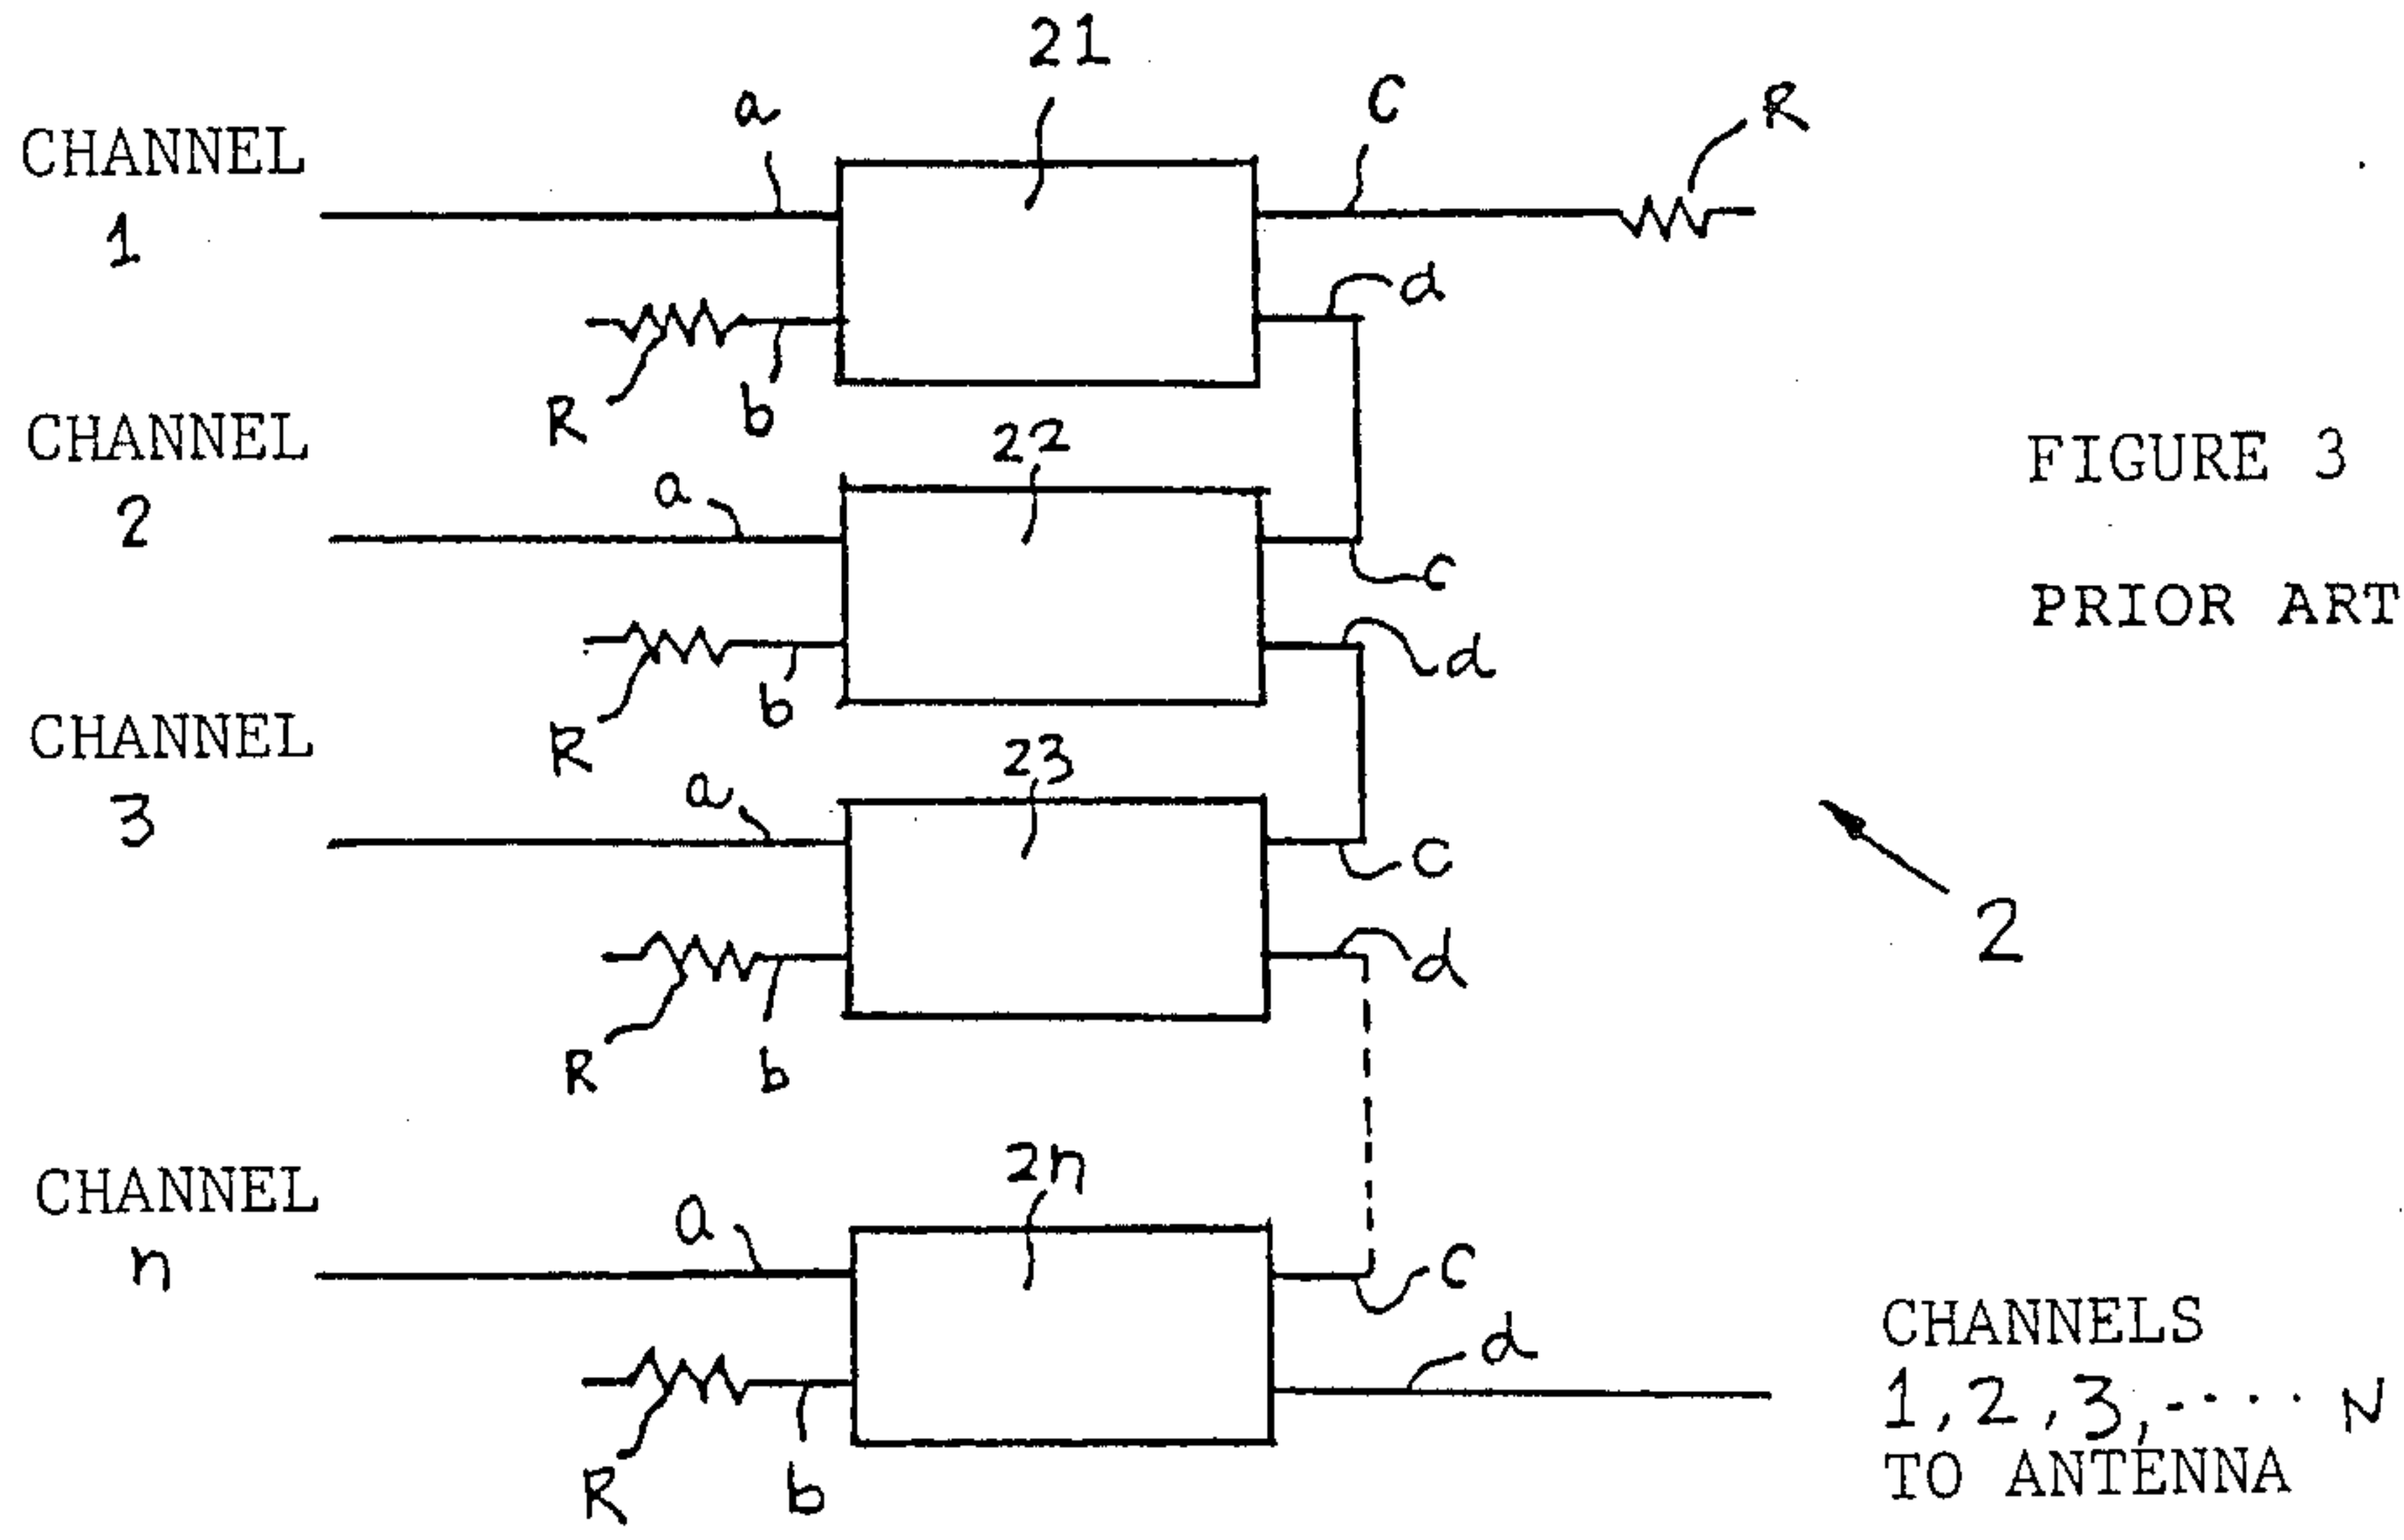 21
a
C
R
CHANNEL
1
d
R
b
CHANNEL
2
22
a
c
FIGURE 3
PRIOR ART
R
b
d
CHANNEL
3
23
a
C
d
2
R
b
CHANNEL
n
2n
a
C
d
R
b
CHANNELS
1,2,3,---- N
TO ANTENNA